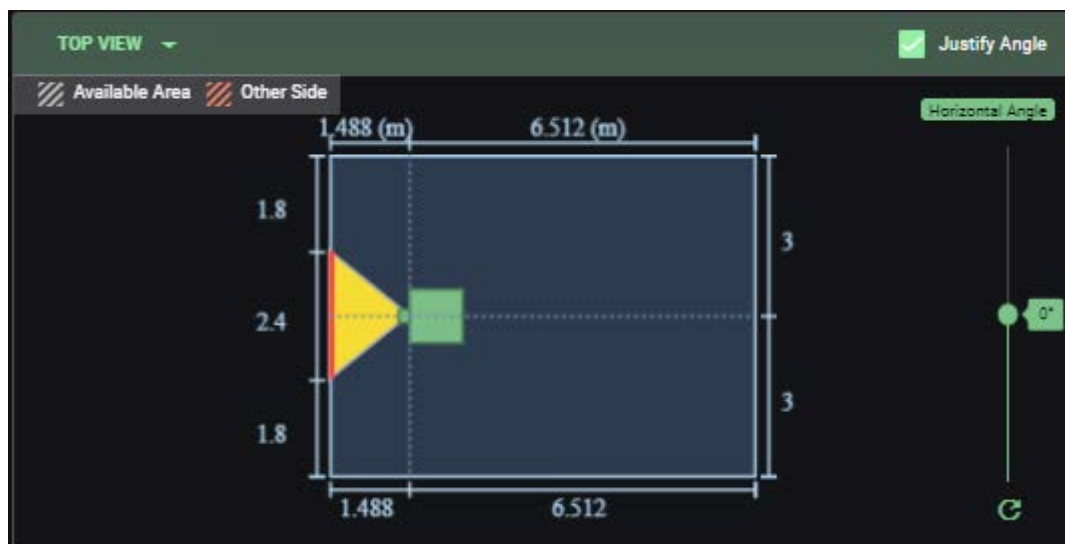 TOP VIEW
Justify Angle
Available Area
Other Side
Horizontal Angle
1.488 (m)
6.512 (m)
1.8
3
2.4
0°
3
1.8
1.488
6.512